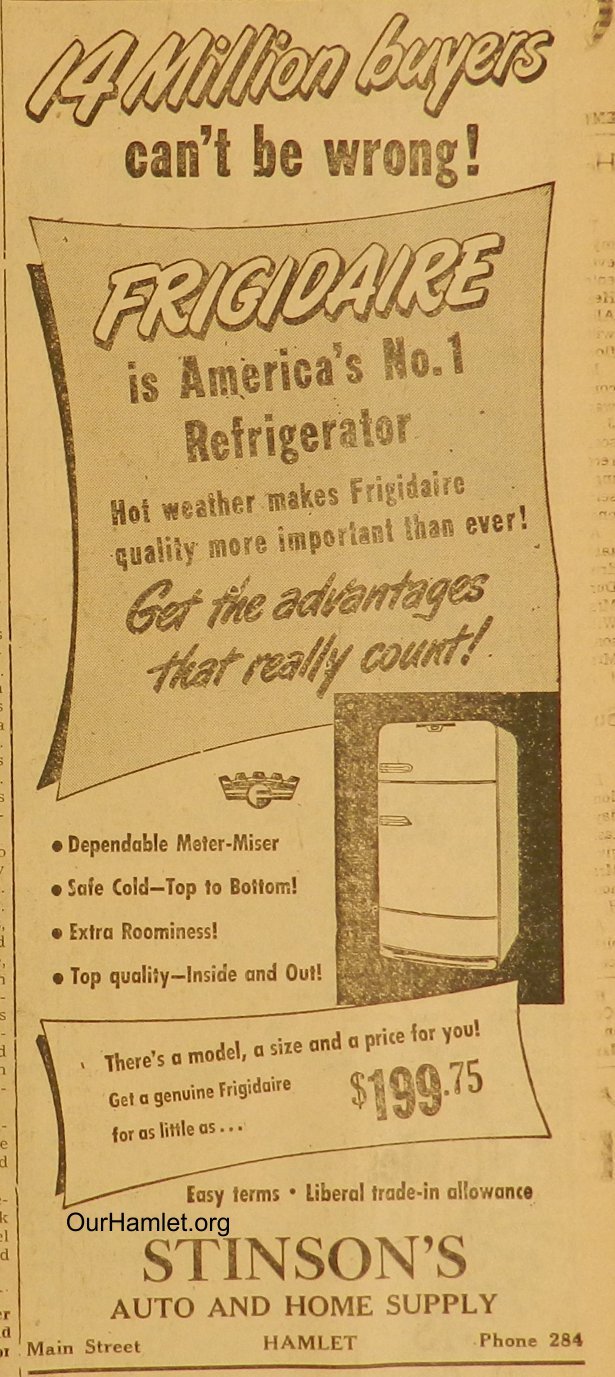 14 Million buyers
can't be wrong!
FRIGIDAIRE
is America's No. 1
Refrigerator
Hot weather makes Frigidaire
quality more important than ever!
Get the advantages
that really count!
• Dependable Meter-Miser
• Safe Cold—Top to Bottom!
• Extra Roominess!
• Top quality—Inside and Out!
There's a model, a size and a price for you!
Get a genuine Frigidaire
for as little as...
$199.75
Easy terms • Liberal trade-in allowance
OurHamlet.org
STINSON'S
AUTO AND HOME SUPPLY
Main Street HAMLET Phone 284